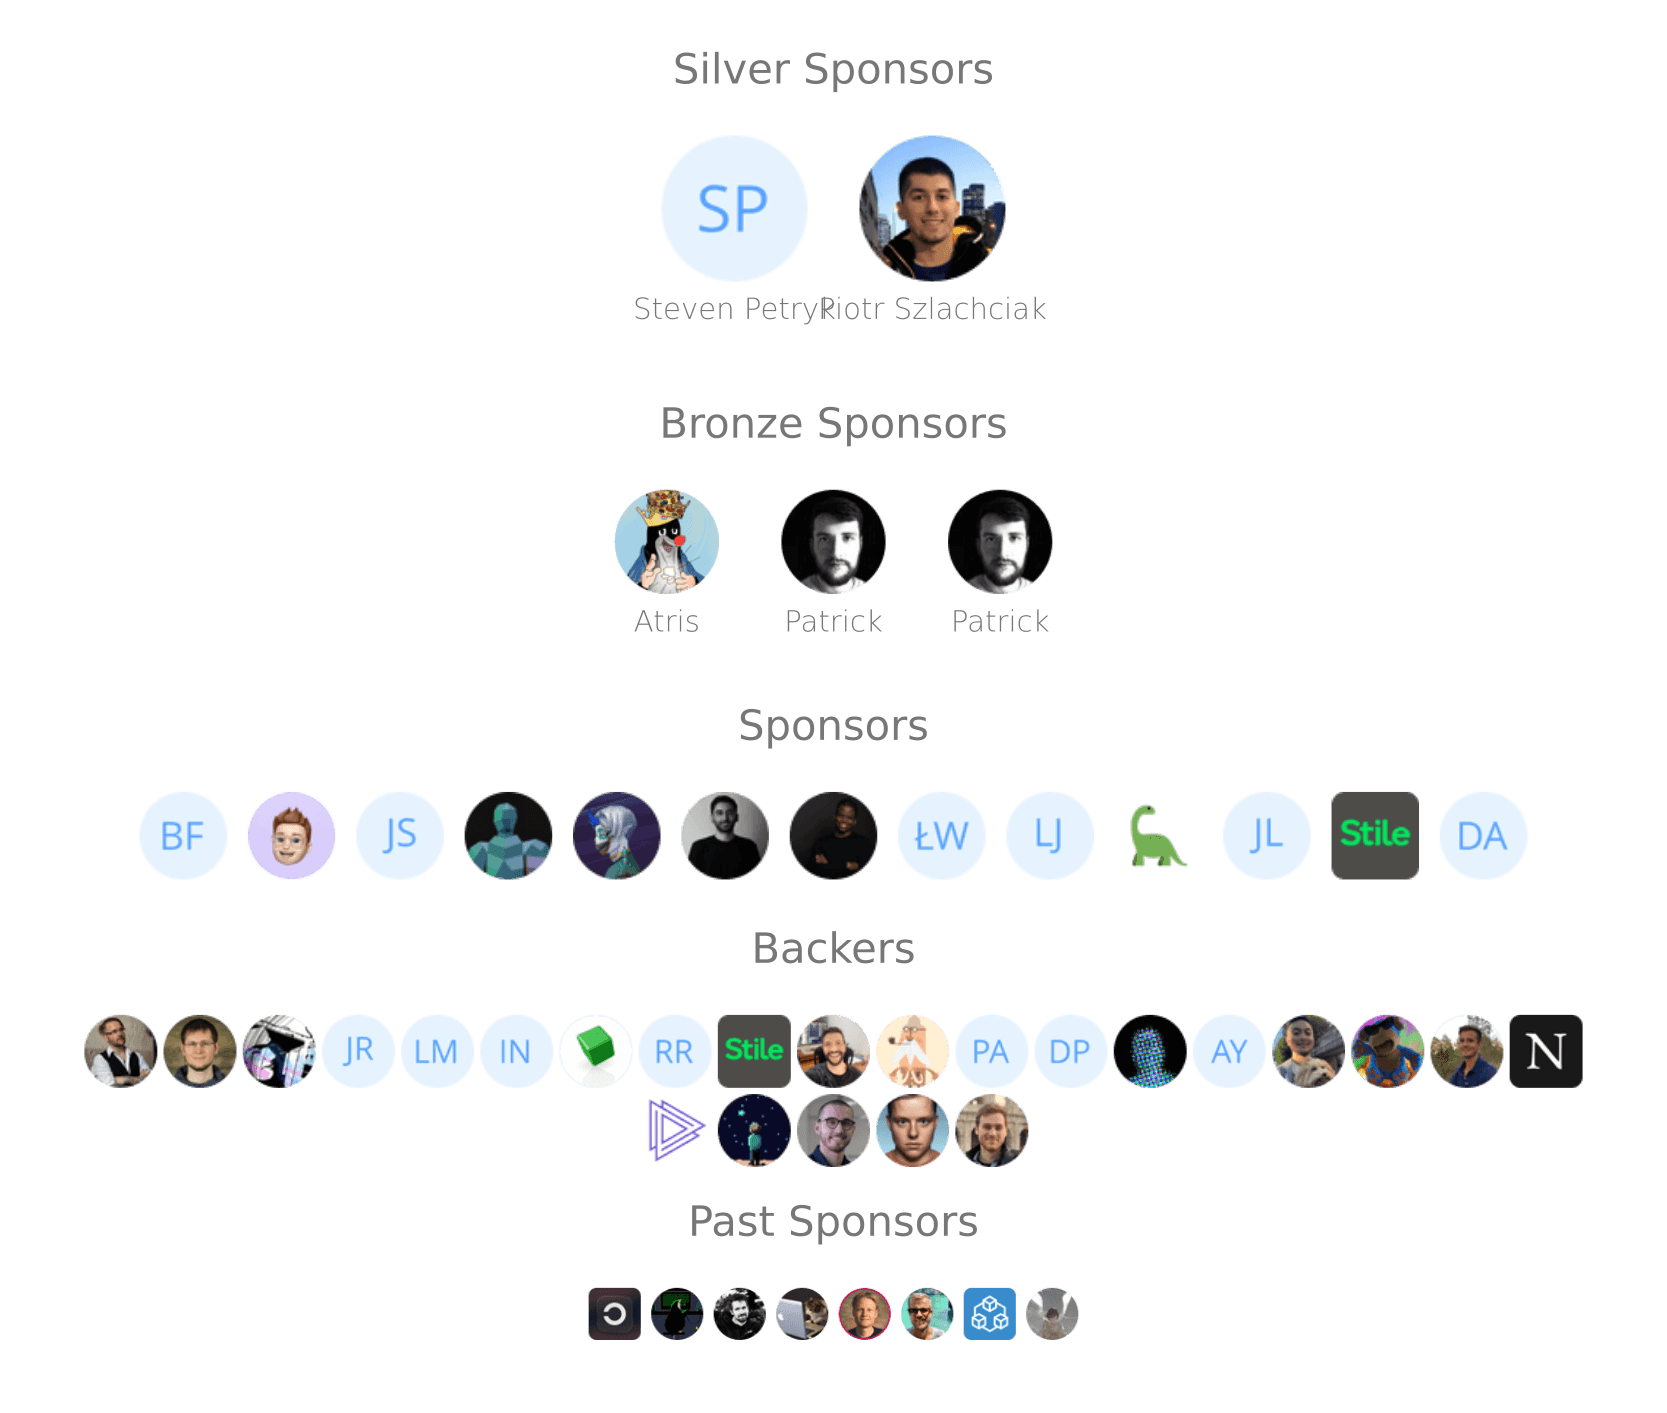 Silver Sponsors
SP
Steven Petryk Piotr Szlachciak
Bronze Sponsors
Atris Patrick Patrick
Sponsors
BF JS ŁW LJ JL Stile DA
Backers
JR LM IN RR Stile PA DP AY N
Past Sponsors